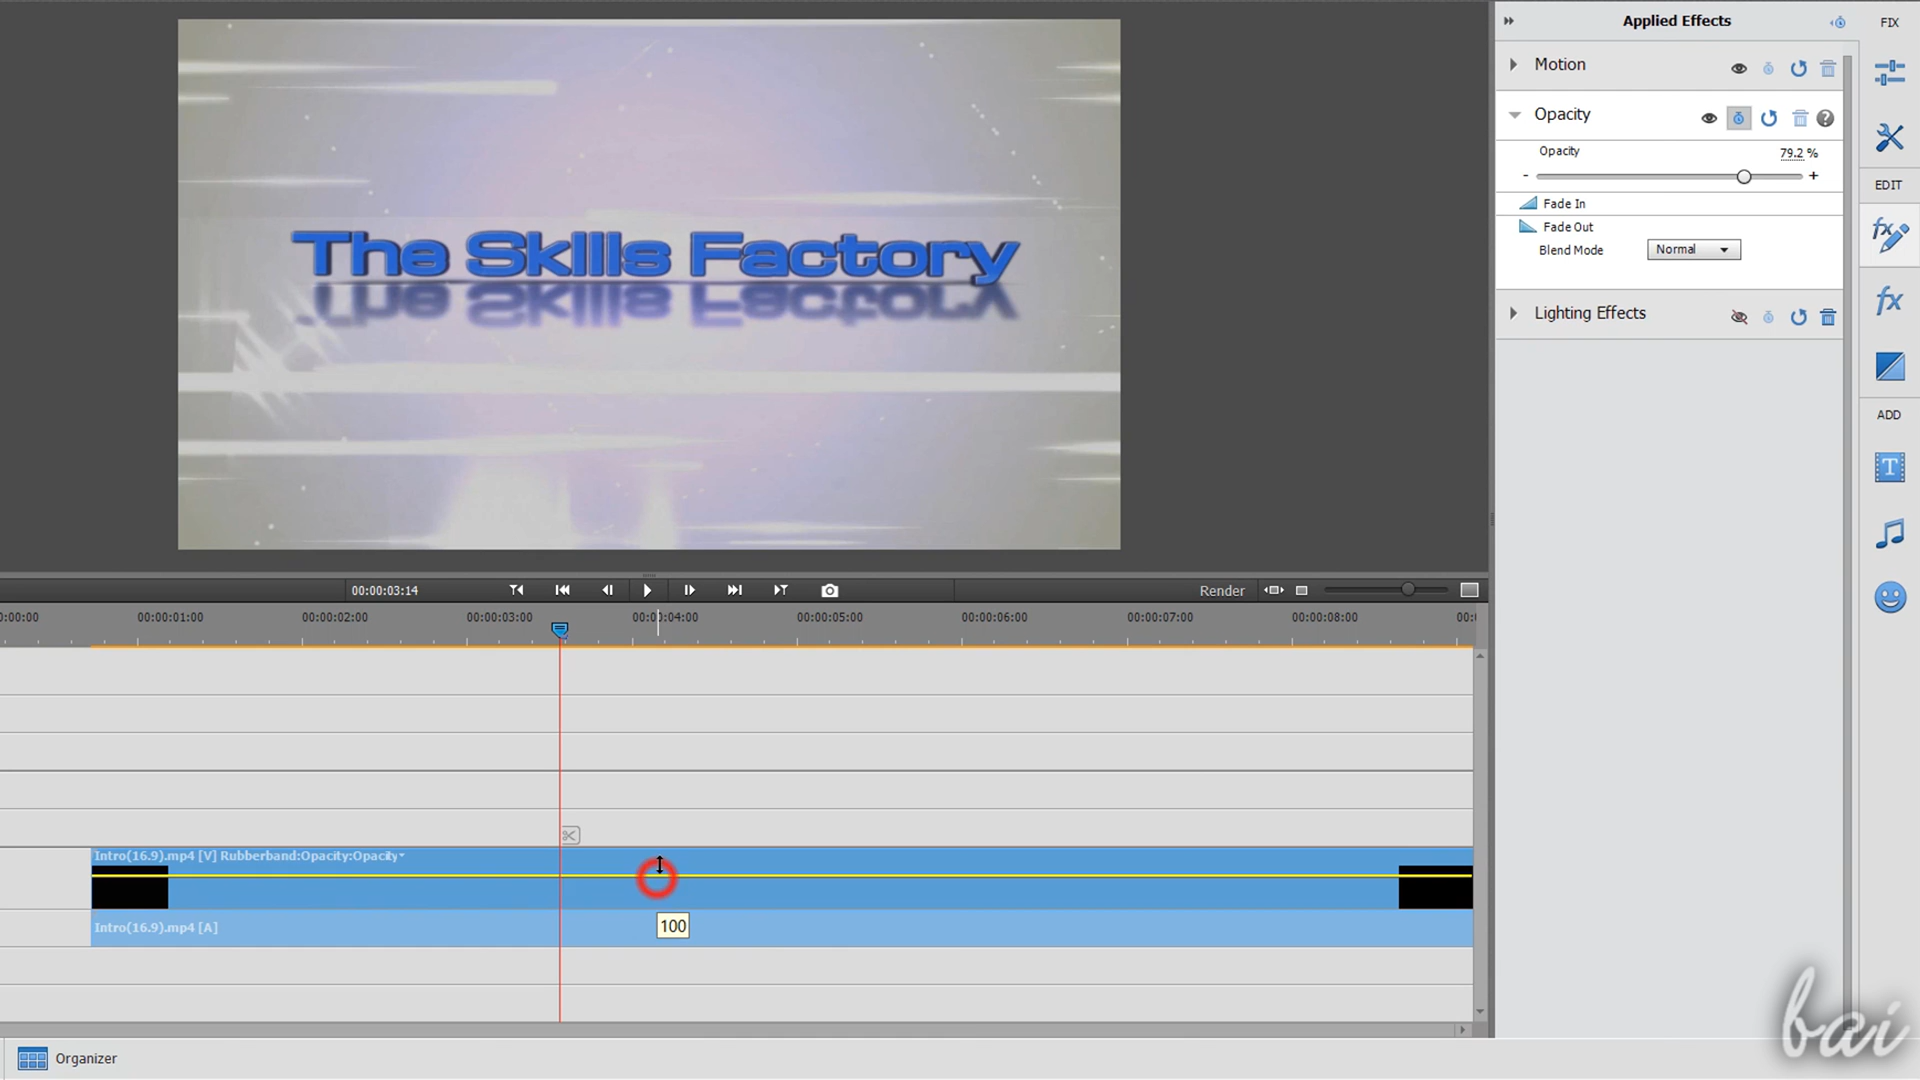 Applied Effects
FIX
Motion
Opacity
Opacity
79.2 %
- +
Fade In
Fade Out
Blend Mode
Normal
EDIT
Lighting Effects
fx
ADD
T
The Skills Factory
00:00:03:14
Render
0:00:00 00:00:01:00 00:00:02:00 00:00:03:00 00:00:04:00 00:00:05:00 00:00:06:00 00:00:07:00 00:00:08:00 00:0
Intro(16.9).mp4 [V] Rubberband:Opacity:Opacity
100
Intro(16.9).mp4 [A]
bai
Organizer